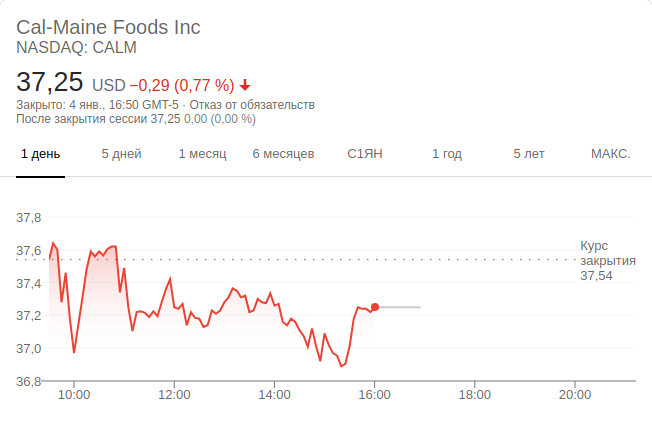 Cal-Maine Foods Inc
NASDAQ: CALM
37,25 USD −0,29 (0,77 %)
Закрыто: 4 янв., 16:50 GMT-5 · Отказ от обязательств
После закрытия сессии 37,25 0,00 (0,00 %)
1 день 5 дней 1 месяц 6 месяцев С1ЯН 1 год 5 лет МАКС.
37,8
37,6
37,4
37,2
37,0
36,8
Курс
закрытия
37,54
10:00 12:00 14:00 16:00 18:00 20:00